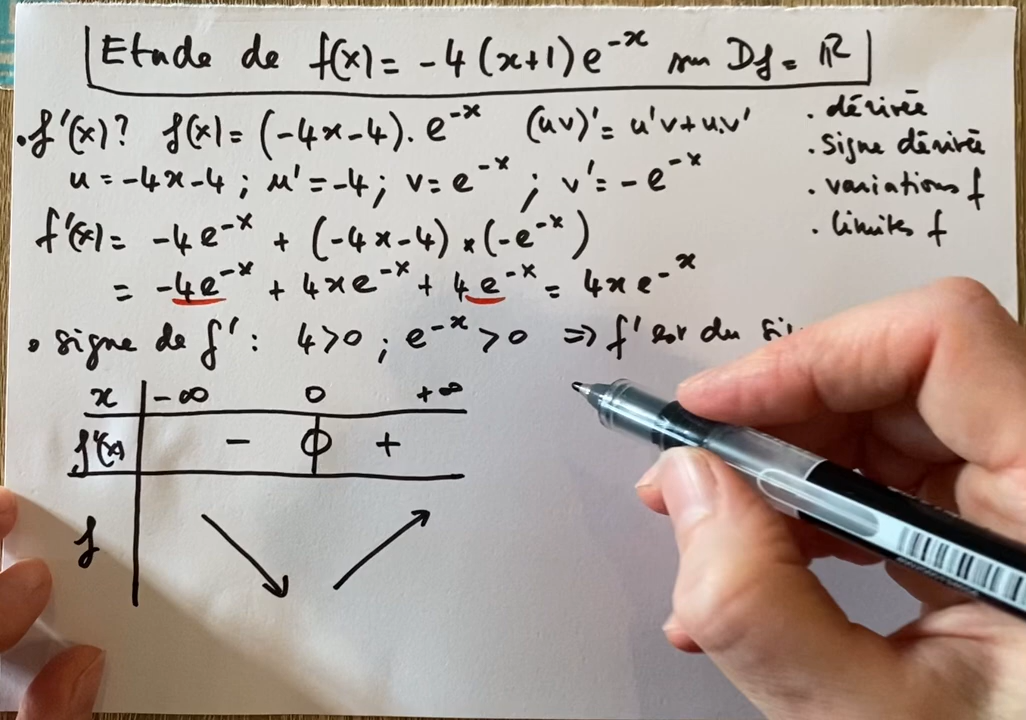 Etude de f(x) = -4(x+1)e^-x sur Df = ℝ
• f'(x)? f(x) = (-4x-4). e^-x (uv)' = u'v+u.v'
u = -4x-4 ; u' = -4 ; v = e^-x ; v' = -e^-x
f'(x) = -4e^-x + (-4x-4) × (-e^-x)
= -4e^-x + 4xe^-x + 4e^-x = 4xe^-x
. dérivée
. signe dérivée
. variations f
. limites f
• signe de f' : 4>0 ; e^-x >0 => f' est du
x -∞ 0 +∞
f'(x) - 0 +
f